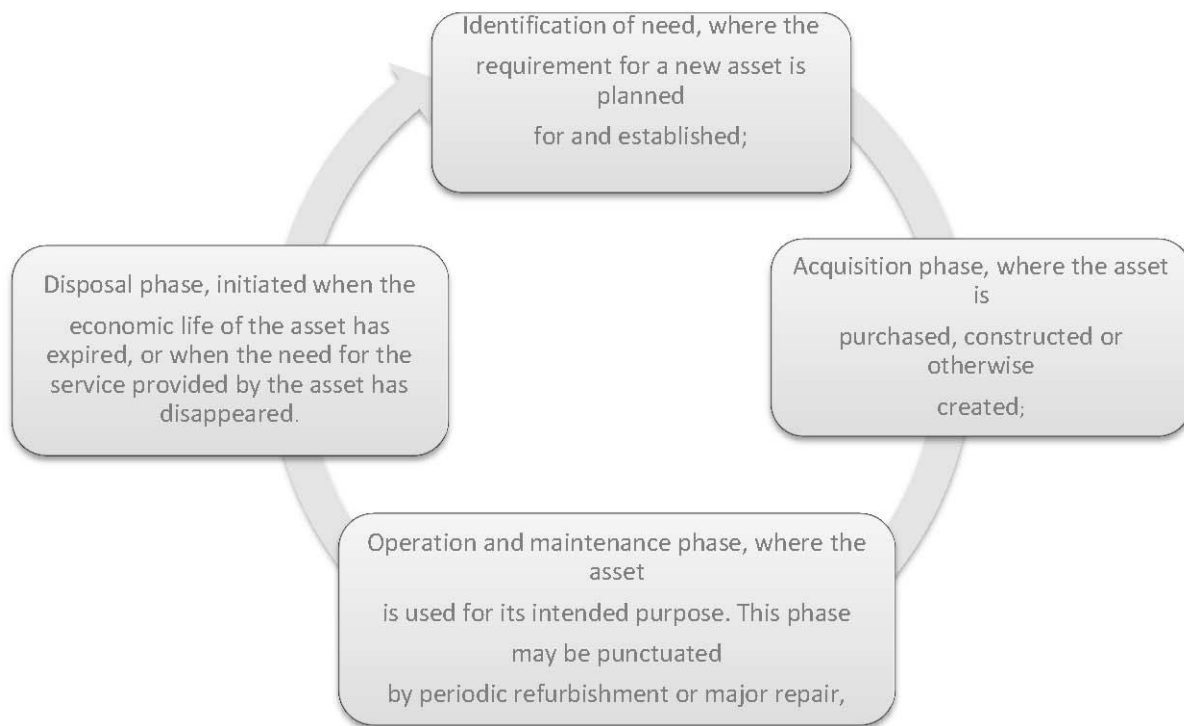 Identification of need, where the
requirement for a new asset is
planned
for and established;
Acquisition phase, where the asset
is
purchased, constructed or
otherwise
created;
Operation and maintenance phase, where the
asset
is used for its intended purpose. This phase
may be punctuated
by periodic refurbishment or major repair,
Disposal phase, initiated when the
economic life of the asset has
expired, or when the need for the
service provided by the asset has
disappeared.